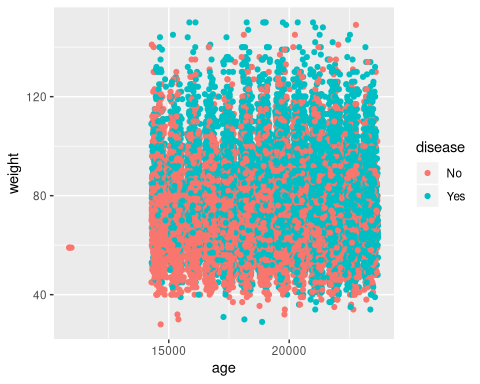 120
80
40
weight
15000 20000
age
disease
No
Yes